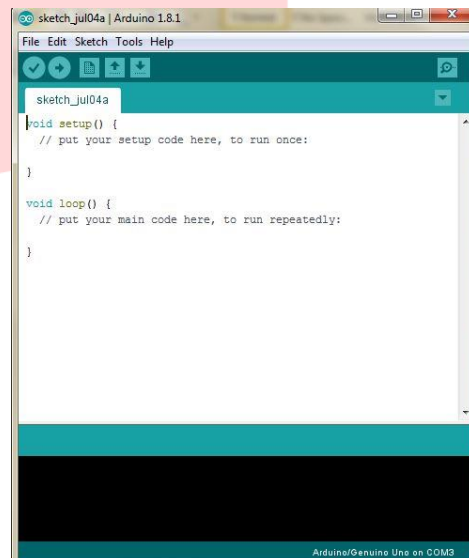 sketch_jul04a | Arduino 1.8.1
File Edit Sketch Tools Help
sketch_jul04a
void setup() {
  // put your setup code here, to run once:
}
void loop() {
  // put your main code here, to run repeatedly:
}
Arduino/Genuino Uno on COM3